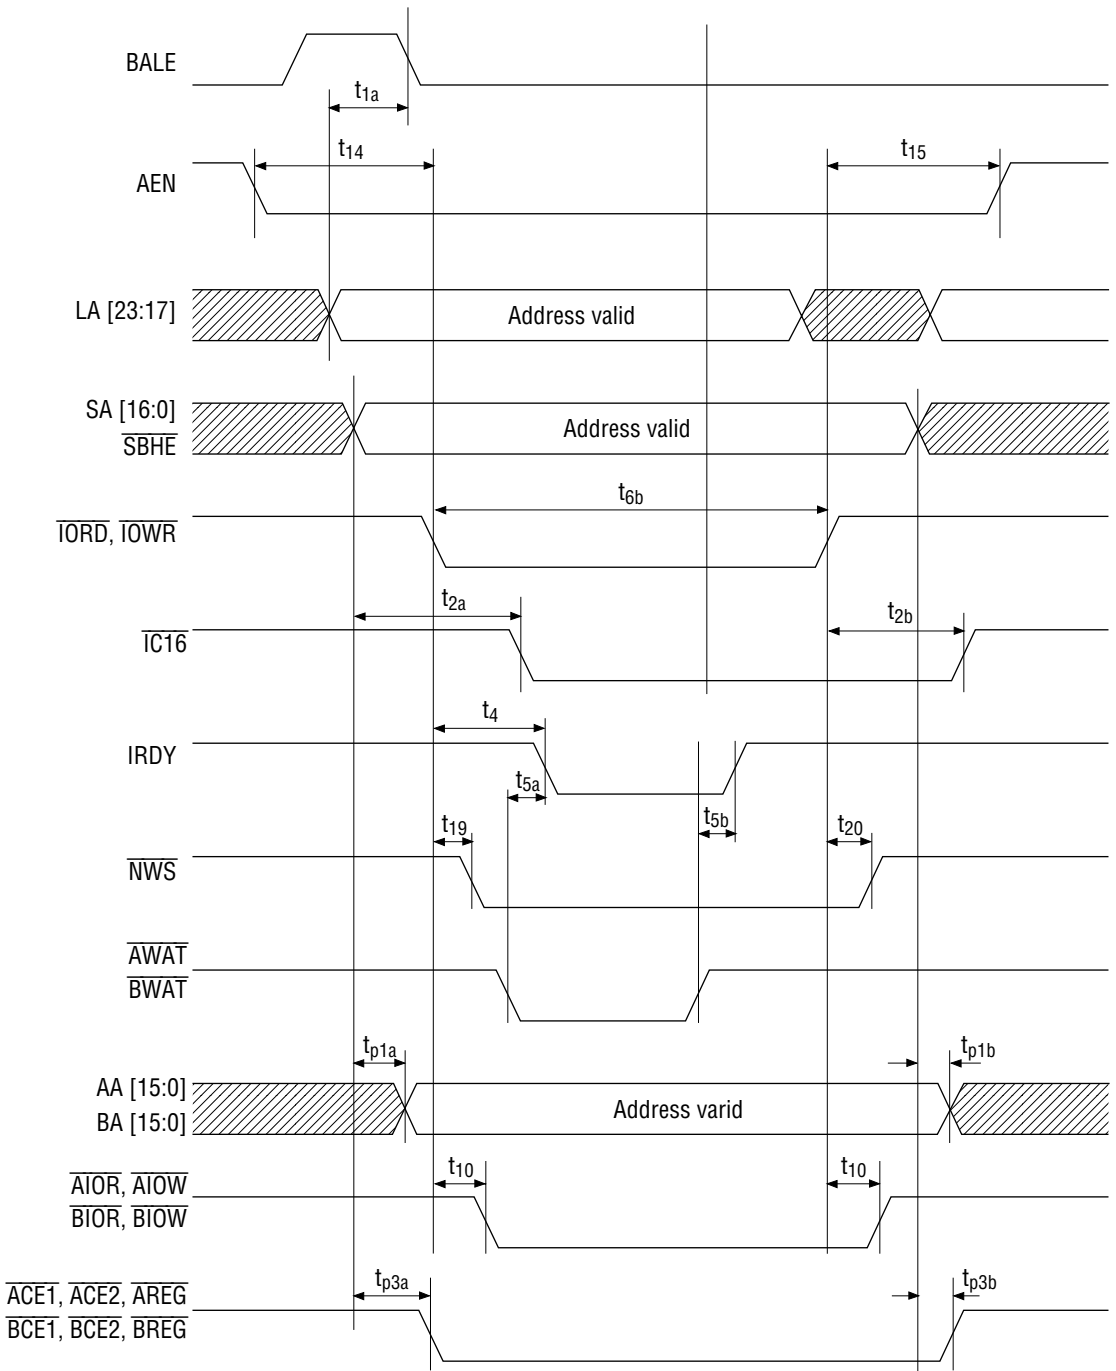 BALE
t1a
t14
t15
AEN
LA [23:17]
Address valid
SA [16:0]
SBHE
Address valid
t6b
IORD, IOWR
t2a
t2b
IC16
t4
IRDY
t5a
t5b
t19
t20
NWS
AWAT
BWAT
tp1a
tp1b
AA [15:0]
BA [15:0]
Address varid
t10
t10
AIOR, AIOW
BIOR, BIOW
tp3a
tp3b
ACE1, ACE2, AREG
BCE1, BCE2, BREG